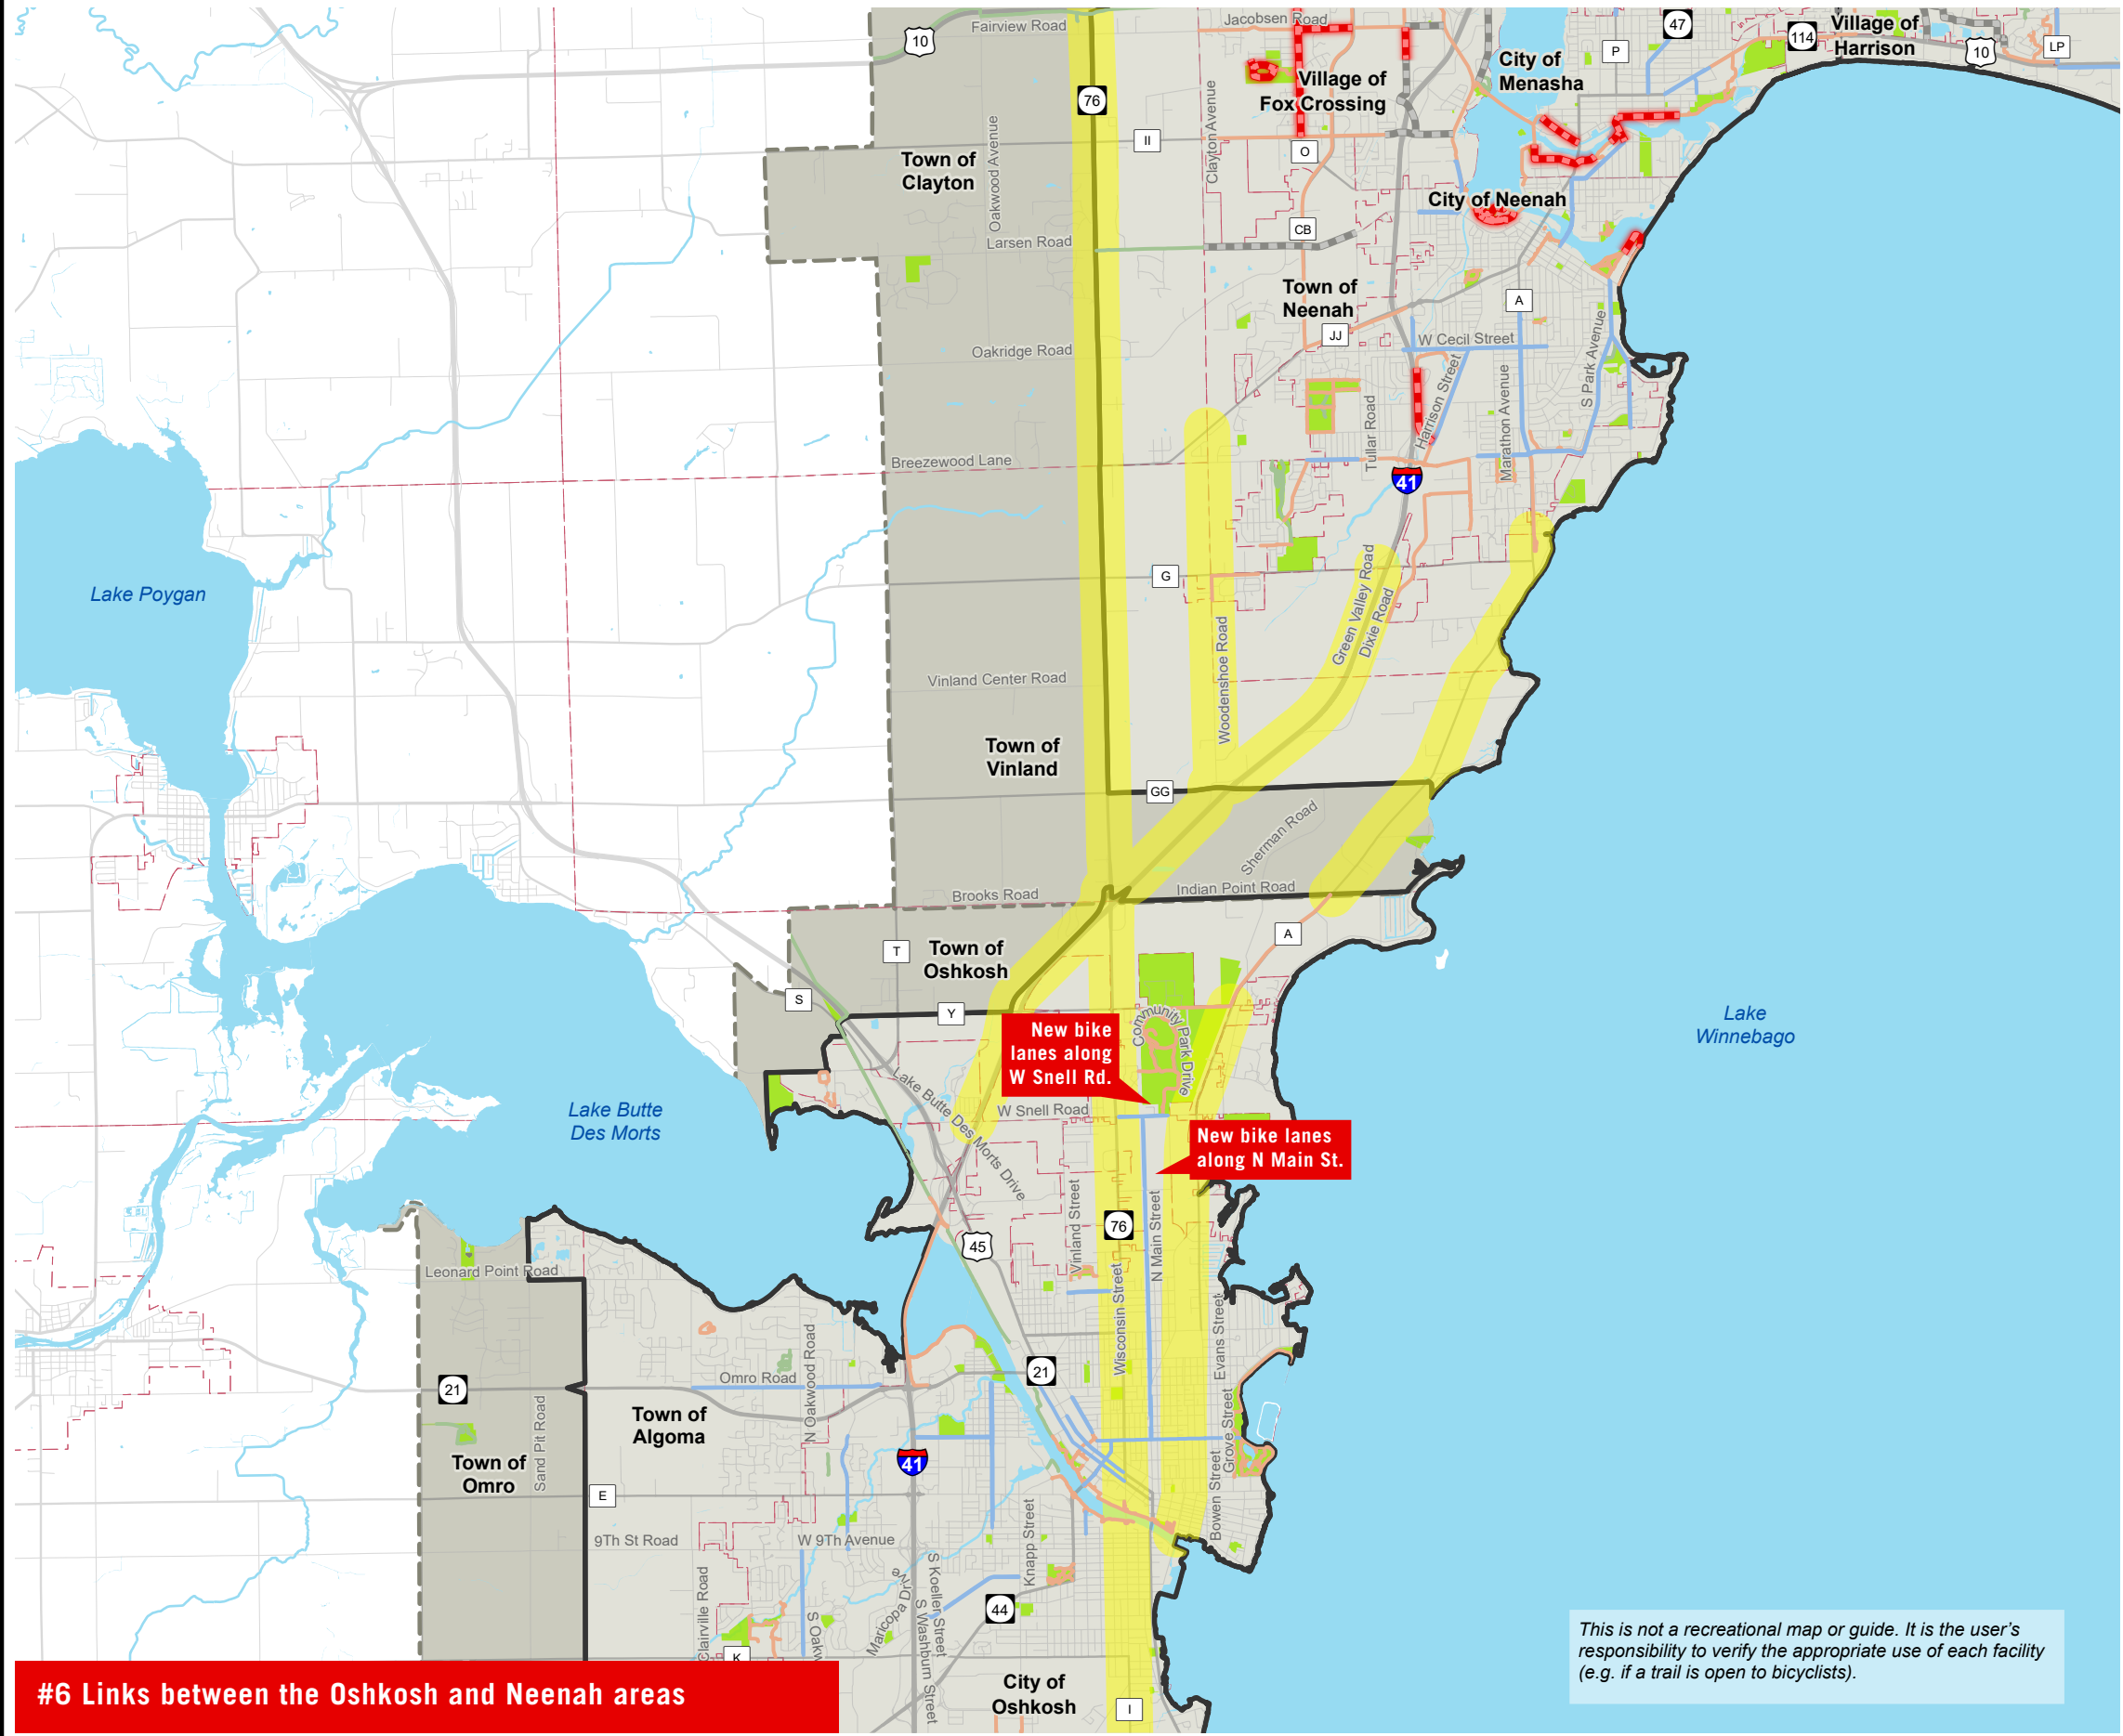 Fairview Road
10
Jacobsen Road
47
114
Village of
Harrison
10
LP
P
City of
Menasha
Village of
Fox Crossing
76
II
O
Clayton Avenue
Oakwood Avenue
Town of
Clayton
City of Neenah
CB
Larsen Road
Town of
Neenah
A
JJ
W Cecil Street
S Park Avenue
Oakridge Road
Harrison Street
Marathon Avenue
Tullar Road
Breezewood Lane
41
G
Lake Poygan
Green Valley Road
Dixie Road
Woodenshoe Road
Vinland Center Road
Town of
Vinland
GG
Sherman Road
Brooks Road
Indian Point Road
T
Town of
Oshkosh
A
S
Y
Lake
Winnebago
New bike
lanes along
W Snell Rd.
Community Park Drive
Lake Butte Des Morts Drive
W Snell Road
Lake Butte
Des Morts
New bike lanes
along N Main St.
Vinland Street
76
N Main Street
45
Leonard Point Road
Wisconsin Street
Evans Street
N Oakwood Road
21
Omro Road
21
Sand Pit Road
Town of
Algoma
Grove Street
41
Town of
Omro
E
Bowen Street
9Th St Road
W 9Th Avenue
Knapp Street
S Koeller Street
S Washburn Street
Maricopa Drive
Clairville Road
S Oakw
44
K
City of
Oshkosh
I
This is not a recreational map or guide. It is the user's
responsibility to verify the appropriate use of each facility
(e.g. if a trail is open to bicyclists).
#6 Links between the Oshkosh and Neenah areas